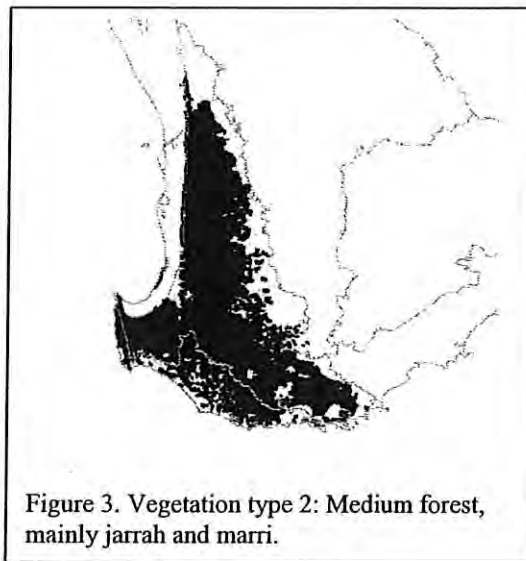 Figure 3. Vegetation type 2: Medium forest,
mainly jarrah and marri.